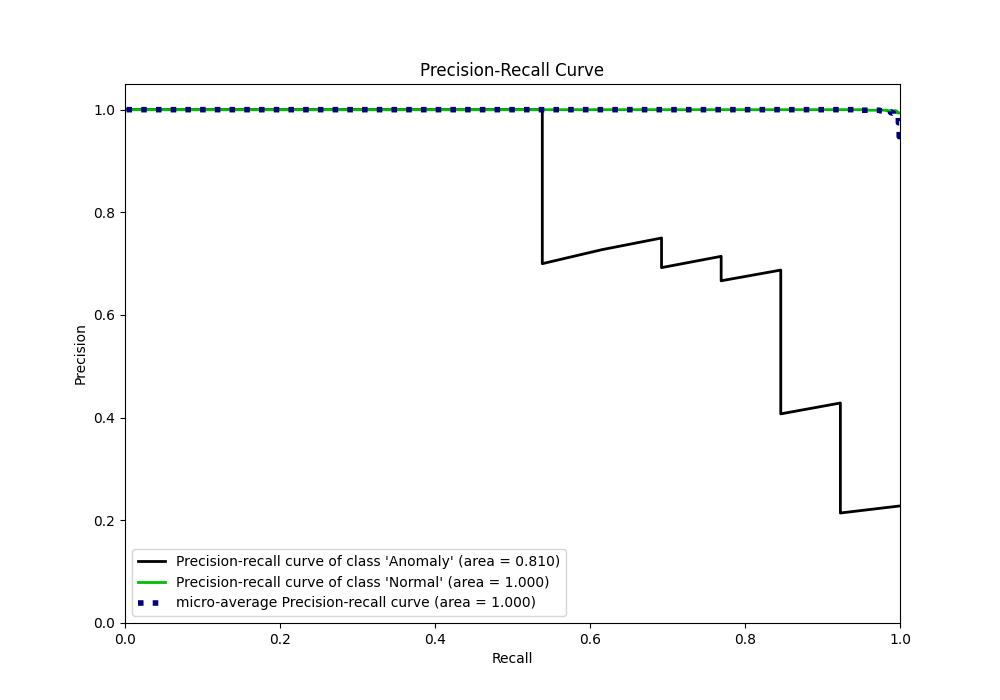 Precision-Recall Curve
1.0
0.8
0.6
0.4
0.2
0.0
Precision
Precision-recall curve of class 'Anomaly' (area = 0.810)
Precision-recall curve of class 'Normal' (area = 1.000)
micro-average Precision-recall curve (area = 1.000)
0.0 0.2 0.4 0.6 0.8 1.0
Recall